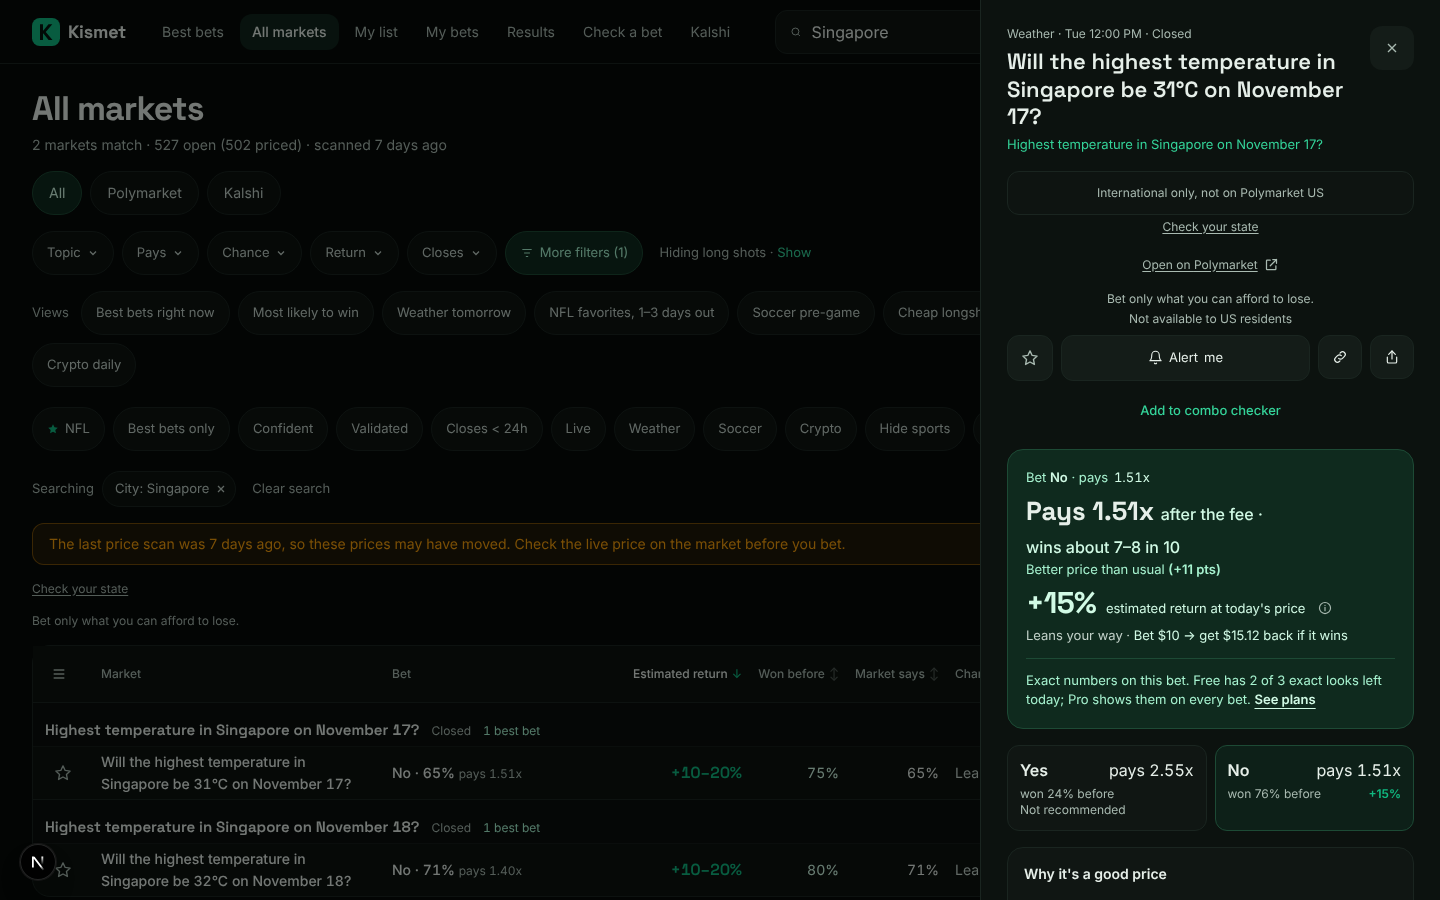 Kismet
Best bets
All markets
My list
My bets
Results
Check a bet
Kalshi
Singapore
All markets
2 markets match · 527 open (502 priced) · scanned 7 days ago
All
Polymarket
Kalshi
Topic
Pays
Chance
Return
Closes
More filters (1)
Hiding long shots · Show
Views
Best bets right now
Most likely to win
Weather tomorrow
NFL favorites, 1–3 days out
Soccer pre-game
Crypto daily
NFL
Best bets only
Confident
Validated
Closes < 24h
Live
Weather
Soccer
Crypto
Hide sports
Searching
City: Singapore ×
Clear search
The last price scan was 7 days ago, so these prices may have moved. Check the live price on the market before you bet.
Check your state
Bet only what you can afford to lose.
Market
Bet
Estimated return ↓
Won before
Market says
Highest temperature in Singapore on November 17? Closed 1 best bet
Will the highest temperature in
Singapore be 31°C on November 17?
No · 65% pays 1.51x
+10–20%
75%
65%
Highest temperature in Singapore on November 18? Closed 1 best bet
Will the highest temperature in
Singapore be 32°C on November 18?
No · 71% pays 1.40x
+10–20%
80%
71%
N
Weather · Tue 12:00 PM · Closed
Will the highest temperature in
Singapore be 31°C on November
17?
Highest temperature in Singapore on November 17?
International only, not on Polymarket US
Check your state
Open on Polymarket
Bet only what you can afford to lose.
Not available to US residents
Alert me
Add to combo checker
Bet No · pays 1.51x
Pays 1.51x after the fee ·
wins about 7–8 in 10
Better price than usual (+11 pts)
+15% estimated return at today's price
Leans your way · Bet $10 → get $15.12 back if it wins
Exact numbers on this bet. Free has 2 of 3 exact looks left
today; Pro shows them on every bet. See plans
Yes pays 2.55x
won 24% before
Not recommended
No pays 1.51x
won 76% before +15%
Why it's a good price